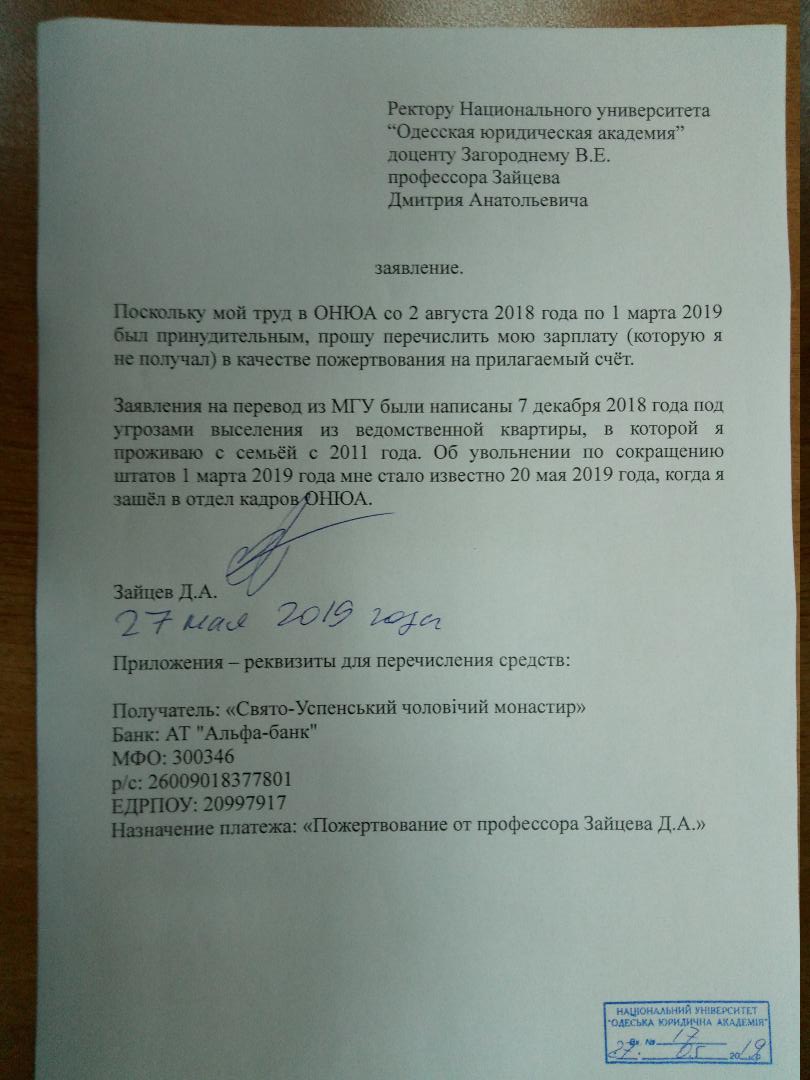 Ректору Национального университета
“Одесская юридическая академия”
доценту Загороднему В.Е.
профессора Зайцева
Дмитрия Анатольевича
заявление.
Поскольку мой труд в ОНЮА со 2 августа 2018 года по 1 марта 2019
был принудительным, прошу перечислить мою зарплату (которую я
не получал) в качестве пожертвования на прилагаемый счёт.
Заявления на перевод из МГУ были написаны 7 декабря 2018 года под
угрозами выселения из ведомственной квартиры, в которой я
проживаю с семьёй с 2011 года. Об увольнении по сокращению
штатов 1 марта 2019 года мне стало известно 20 мая 2019 года, когда я
зашёл в отдел кадров ОНЮА.
Зайцев Д.А.
27 мая 2019 года
Приложения – реквизиты для перечисления средств:
Получатель: «Свято-Успенський чоловічий монастир»
Банк: АТ "Альфа-банк"
МФО: 300346
р/с: 26009018377801
ЕДРПОУ: 20997917
Назначение платежа: «Пожертвование от профессора Зайцева Д.А.»
НАЦІОНАЛЬНИЙ УНІВЕРСИТЕТ
"ОДЕСЬКА ЮРИДИЧНА АКАДЕМІЯ"
Вх. № 17
27. 05 2019 р.